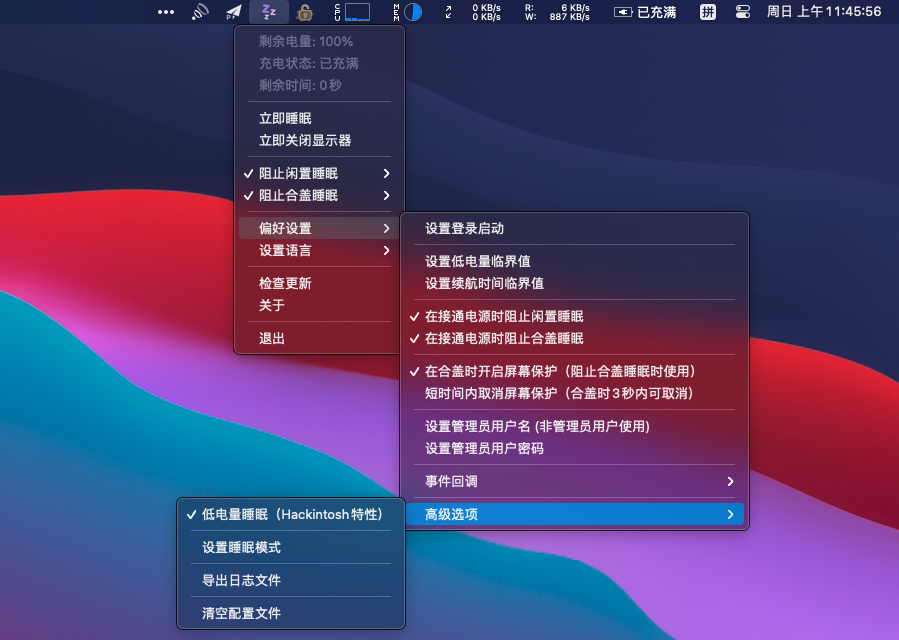 CPU
MEM
0 KB/s
0 KB/s
R: 6 KB/s
W: 887 KB/s
已充满
拼
周日 上午11:45:56
zz
z
剩余电量: 100%
充电状态: 已充满
剩余时间: 0 秒
立即睡眠
立即关闭显示器
阻止闲置睡眠
阻止合盖睡眠
偏好设置
设置语言
检查更新
关于
退出
设置登录启动
设置低电量临界值
设置续航时间临界值
在接通电源时阻止闲置睡眠
在接通电源时阻止合盖睡眠
在合盖时开启屏幕保护（阻止合盖睡眠时使用）
短时间内取消屏幕保护（合盖时3秒内可取消）
设置管理员用户名 (非管理员用户使用)
设置管理员用户密码
事件回调
高级选项
低电量睡眠（Hackintosh特性）
设置睡眠模式
导出日志文件
清空配置文件